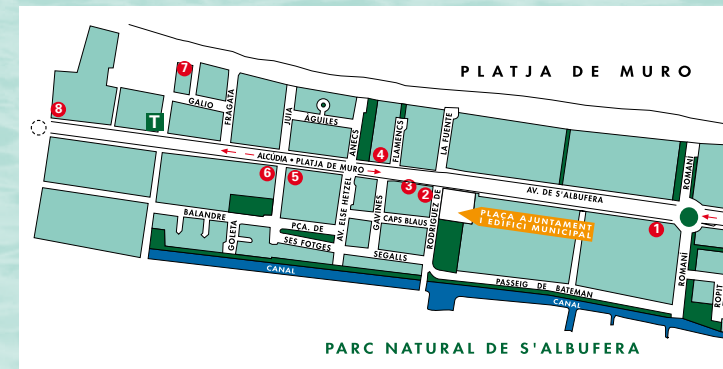 PLATJA DE MURO
7
GALIO
FRAGATA
JUIA
AGUILES
ANECS
FLAMENCS
LA FUENTE
8
T
4
ALCÚDIA • PLATJA DE MURO
6
5
3
2
AV. DE S'ALBUFERA
ROMANI
1
PLAÇA AJUNTAMENT
I EDIFICI MUNICIPAL
BALANDRE
GOLETA
PÇA. DE
SES FOTGES
AV. ELSE HETZEL
GAVINES
CAPS BLAUS
RODRIGUEZ DE
SEGALLS
CANAL
PASSEIG DE BATEMAN
CANAL
ROMANI
ROPIT
PARC NATURAL DE S'ALBUFERA